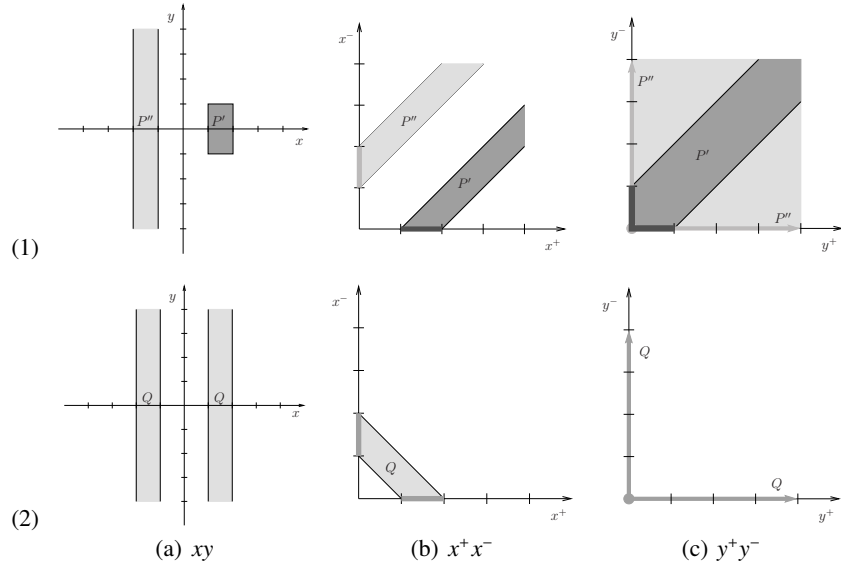 y
P″
P′
x
x⁻
P″
P′
x⁺
y⁻
P″
P′
P″
y⁺
(1)
y
Q
Q
x
x⁻
Q
x⁺
y⁻
Q
Q
y⁺
(2)
(a) xy
(b) x⁺x⁻
(c) y⁺y⁻